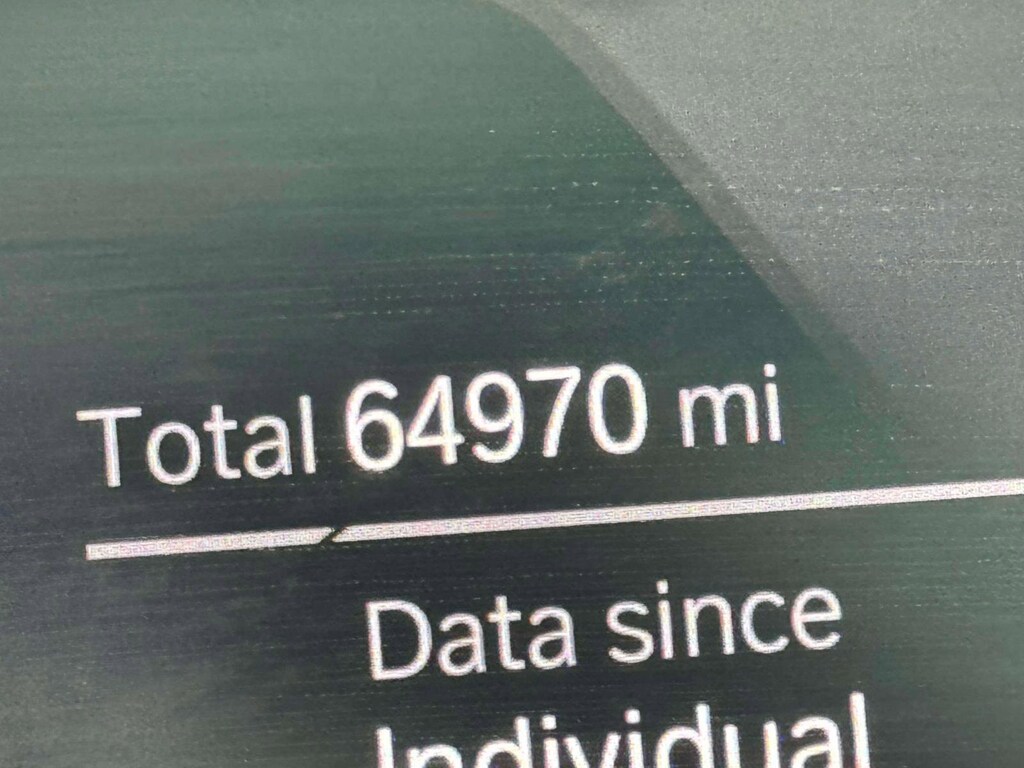 Total 64970 mi
Data since
Individual